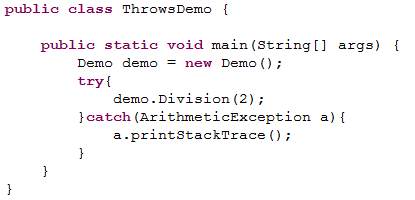 public class ThrowsDemo {
    public static void main(String[] args) {
        Demo demo = new Demo();
        try{
            demo.Division(2);
        }catch(ArithmeticException a){
            a.printStackTrace();
        }
    }
}